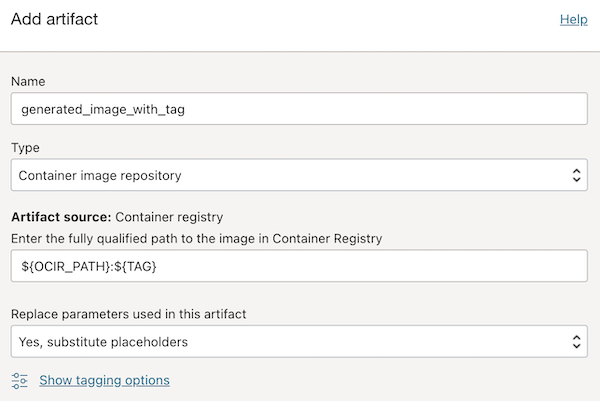 Add artifact
Help
Name
generated_image_with_tag
Type
Container image repository
Artifact source: Container registry
Enter the fully qualified path to the image in Container Registry
${OCIR_PATH}:${TAG}
Replace parameters used in this artifact
Yes, substitute placeholders
Show tagging options